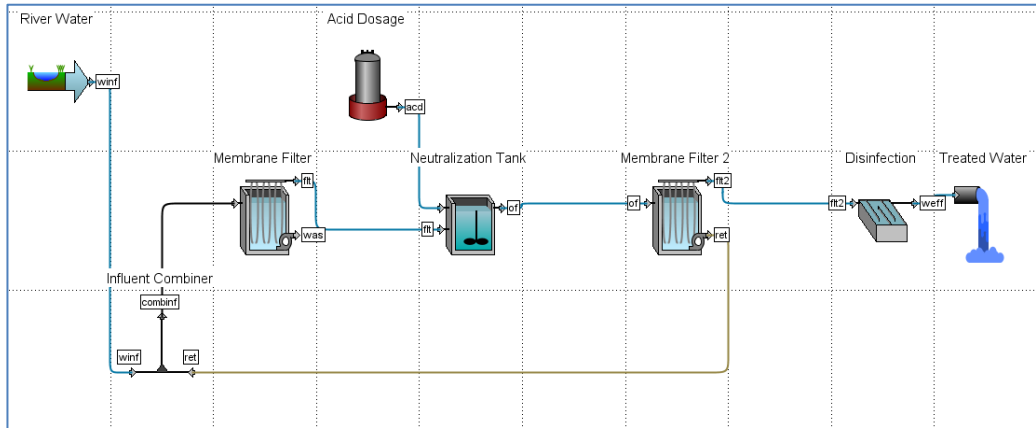 River Water
Acid Dosage
winf
acd
Membrane Filter
Neutralization Tank
Membrane Filter 2
Disinfection
Treated Water
flt
flt2
of
of
flt2
weff
was
flt
ret
Influent Combiner
combinf
winf
ret